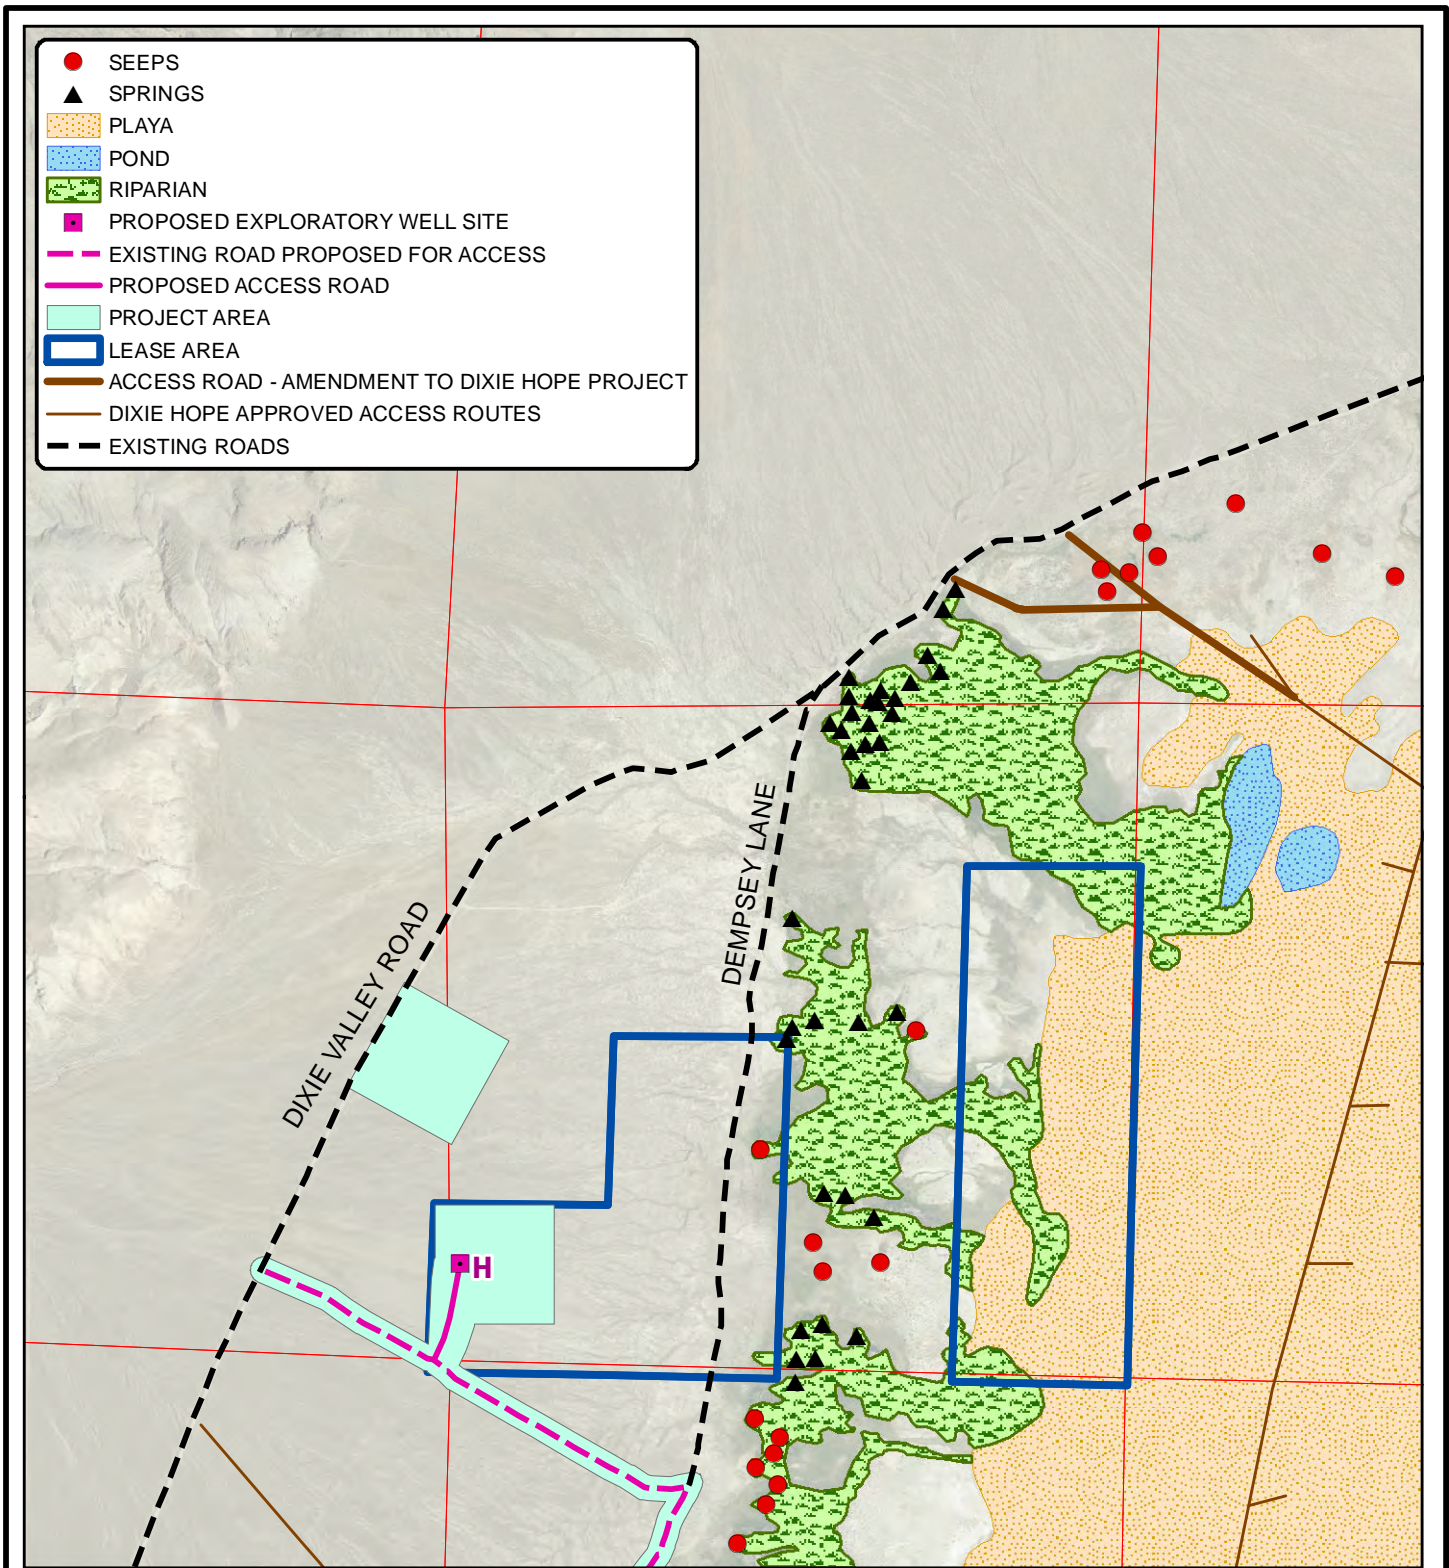 SEEPS
SPRINGS
PLAYA
POND
RIPARIAN
PROPOSED EXPLORATORY WELL SITE
EXISTING ROAD PROPOSED FOR ACCESS
PROPOSED ACCESS ROAD
PROJECT AREA
LEASE AREA
ACCESS ROAD - AMENDMENT TO DIXIE HOPE PROJECT
DIXIE HOPE APPROVED ACCESS ROUTES
EXISTING ROADS
DEMPSEY LANE
DIXIE VALLEY ROAD
H